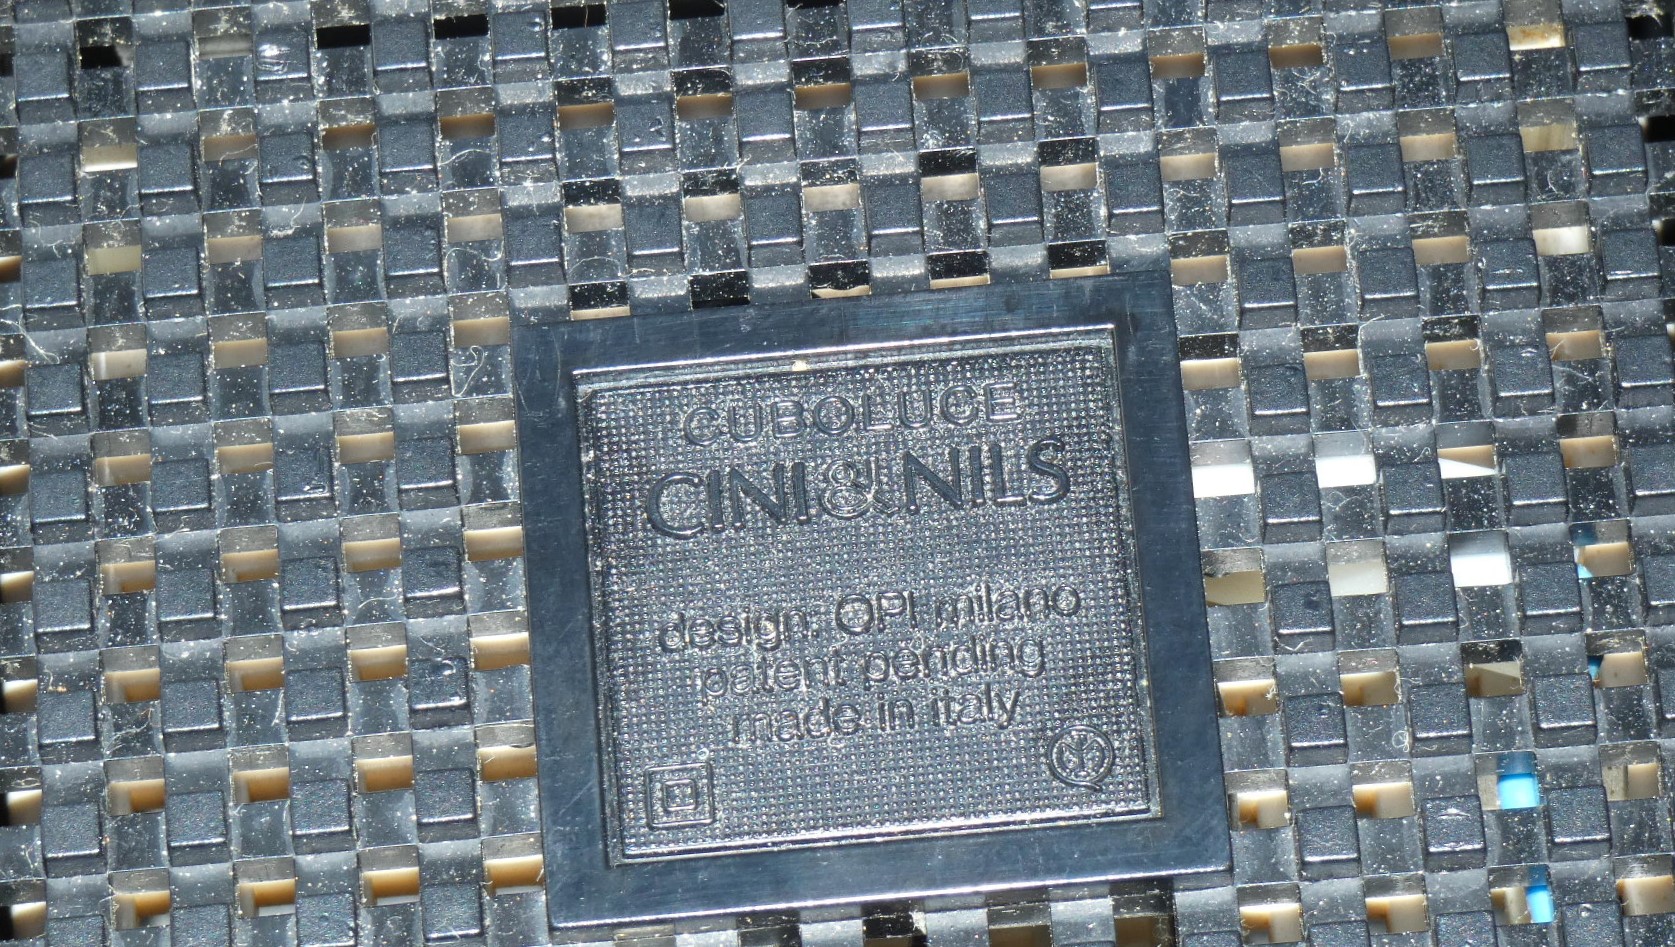 CUBOLUCE
CINI&NILS
design: OPI milano
patent pending
made in italy